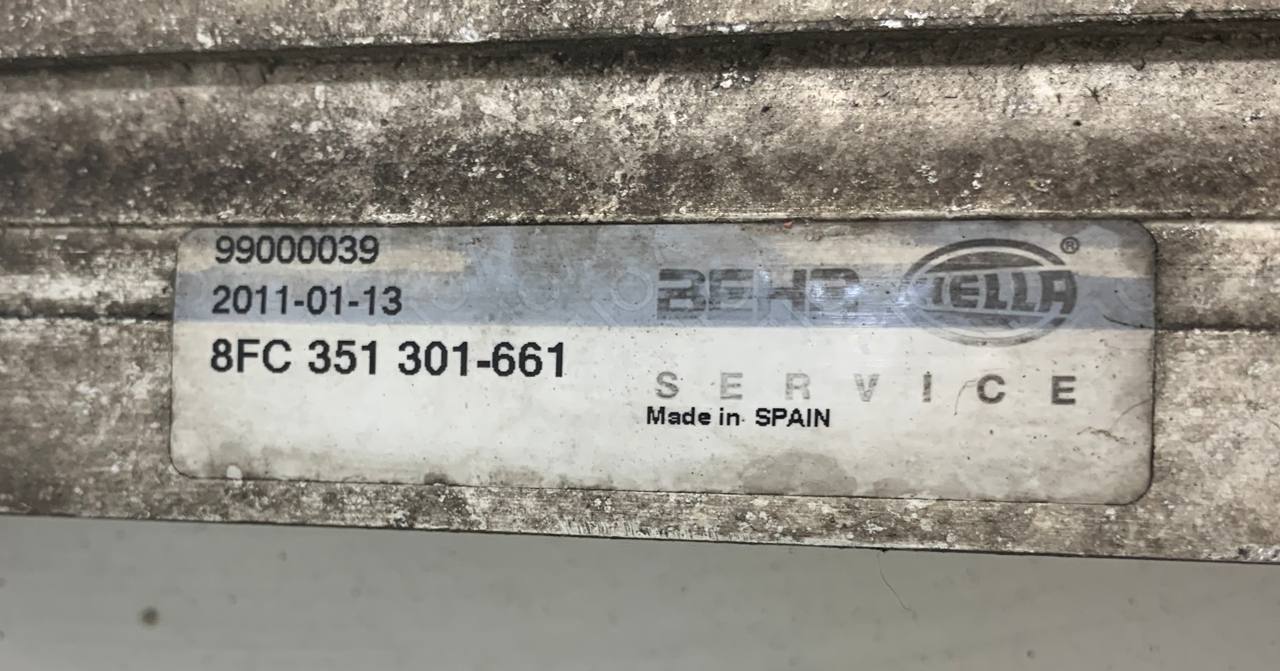 99000039
2011-01-13
BEHR HELLA®
8FC 351 301-661
SERVICE
Made in SPAIN